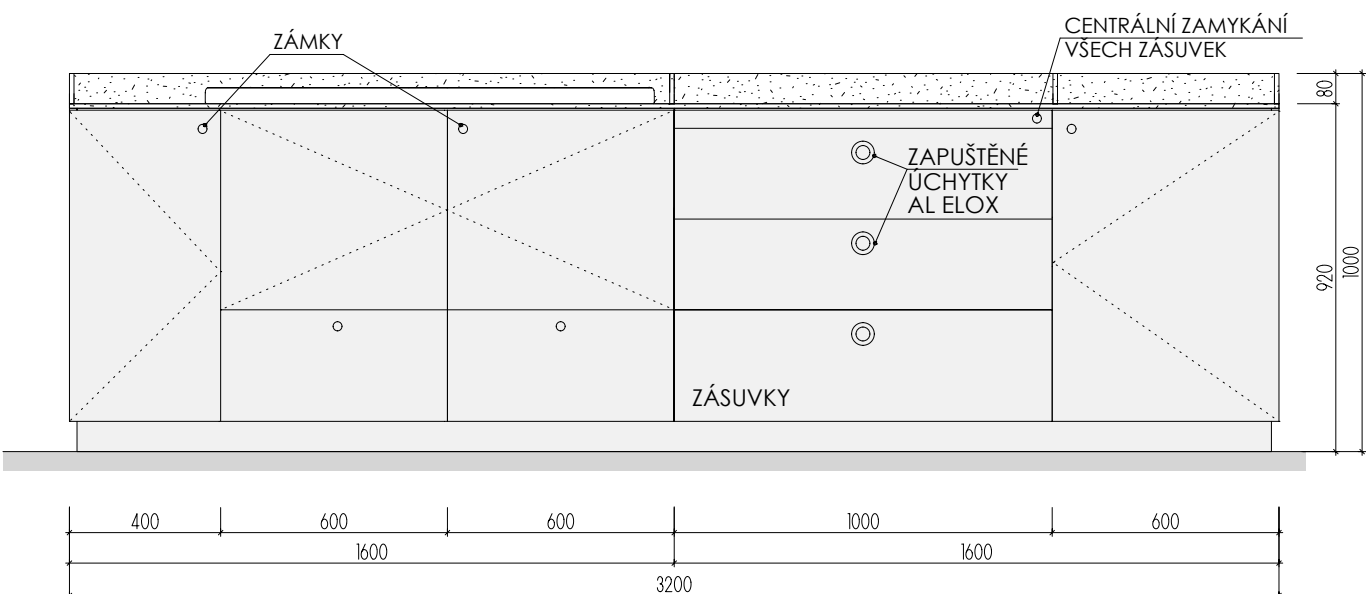 ZÁMKY
CENTRÁLNÍ ZAMYKÁNÍ
VŠECH ZÁSUVEK
80
ZAPUŠTĚNÉ
ÚCHYTKY
AL ELOX
920
1000
ZÁSUVKY
400
600
600
1000
600
1600
1600
3200